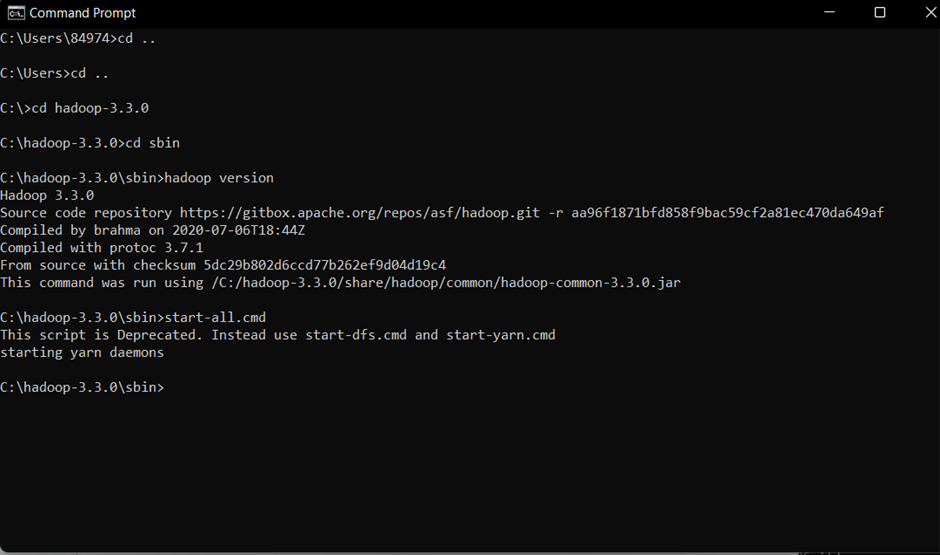 Command Prompt
C:\Users\84974>cd ..
C:\Users>cd ..
C:\>cd hadoop-3.3.0
C:\hadoop-3.3.0>cd sbin
C:\hadoop-3.3.0\sbin>hadoop version
Hadoop 3.3.0
Source code repository https://gitbox.apache.org/repos/asf/hadoop.git -r aa96f1871bfd858f9bac59cf2a81ec470da649af
Compiled by brahma on 2020-07-06T18:44Z
Compiled with protoc 3.7.1
From source with checksum 5dc29b802d6ccd77b262ef9d04d19c4
This command was run using /C:/hadoop-3.3.0/share/hadoop/common/hadoop-common-3.3.0.jar
C:\hadoop-3.3.0\sbin>start-all.cmd
This script is Deprecated. Instead use start-dfs.cmd and start-yarn.cmd
starting yarn daemons
C:\hadoop-3.3.0\sbin>